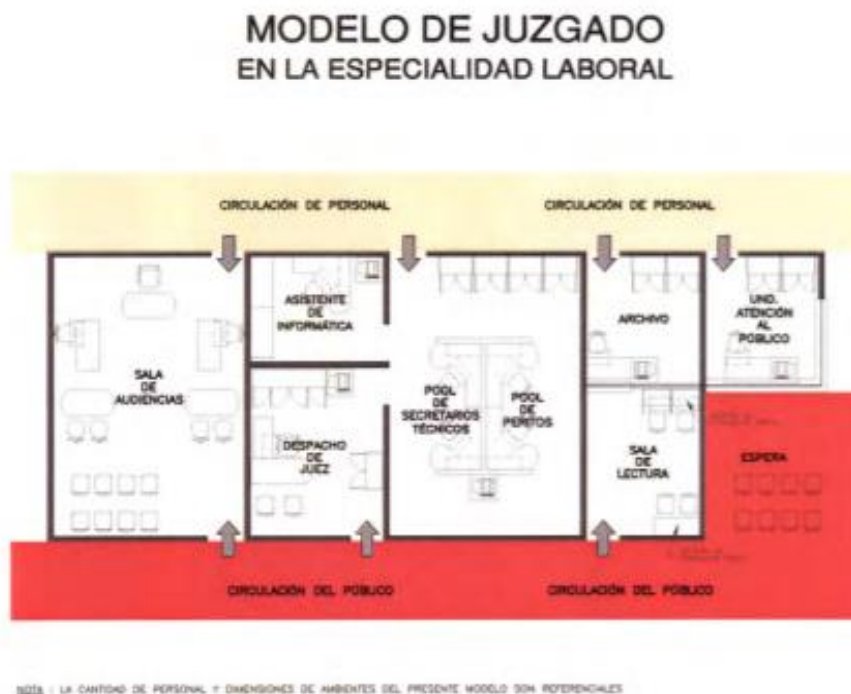 MODELO DE JUZGADO
EN LA ESPECIALIDAD LABORAL
CIRCULACIÓN DE PERSONAL
CIRCULACIÓN DE PERSONAL
ASISTENTE
DE
INFORMÁTICA
ARCHIVO
UND.
ATENCIÓN
AL
PÚBLICO
SALA
DE
AUDIENCIAS
POOL
DE
SECRETARIOS
TÉCNICOS
POOL
DE
PERITOS
DESPACHO
DE
JUEZ
SALA
DE
LECTURA
ESPERA
CIRCULACIÓN DEL PÚBLICO
CIRCULACIÓN DEL PÚBLICO
NOTA : LA CANTIDAD DE PERSONAL Y DIMENSIONES DE AMBIENTES DEL PRESENTE MODELO SON REFERENCIALES